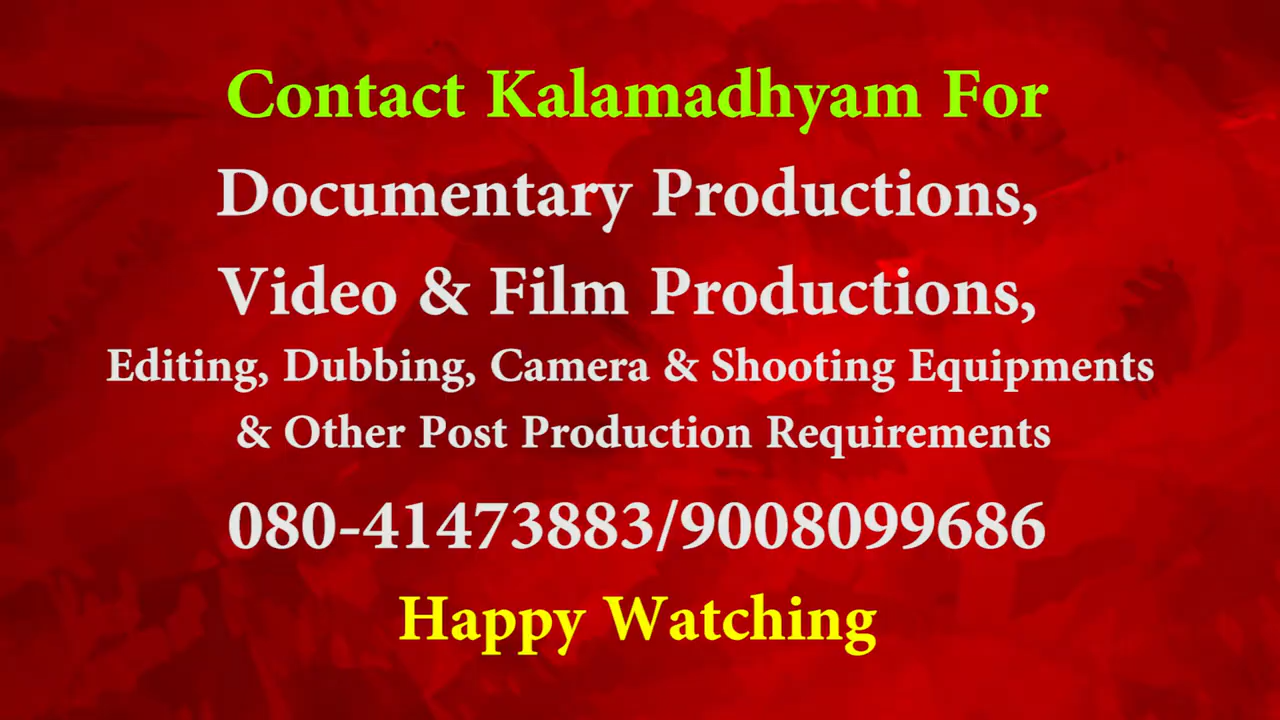 Contact Kalamadhyam For
Documentary Productions,
Video & Film Productions,
Editing, Dubbing, Camera & Shooting Equipments
& Other Post Production Requirements
080-41473883/9008099686
Happy Watching